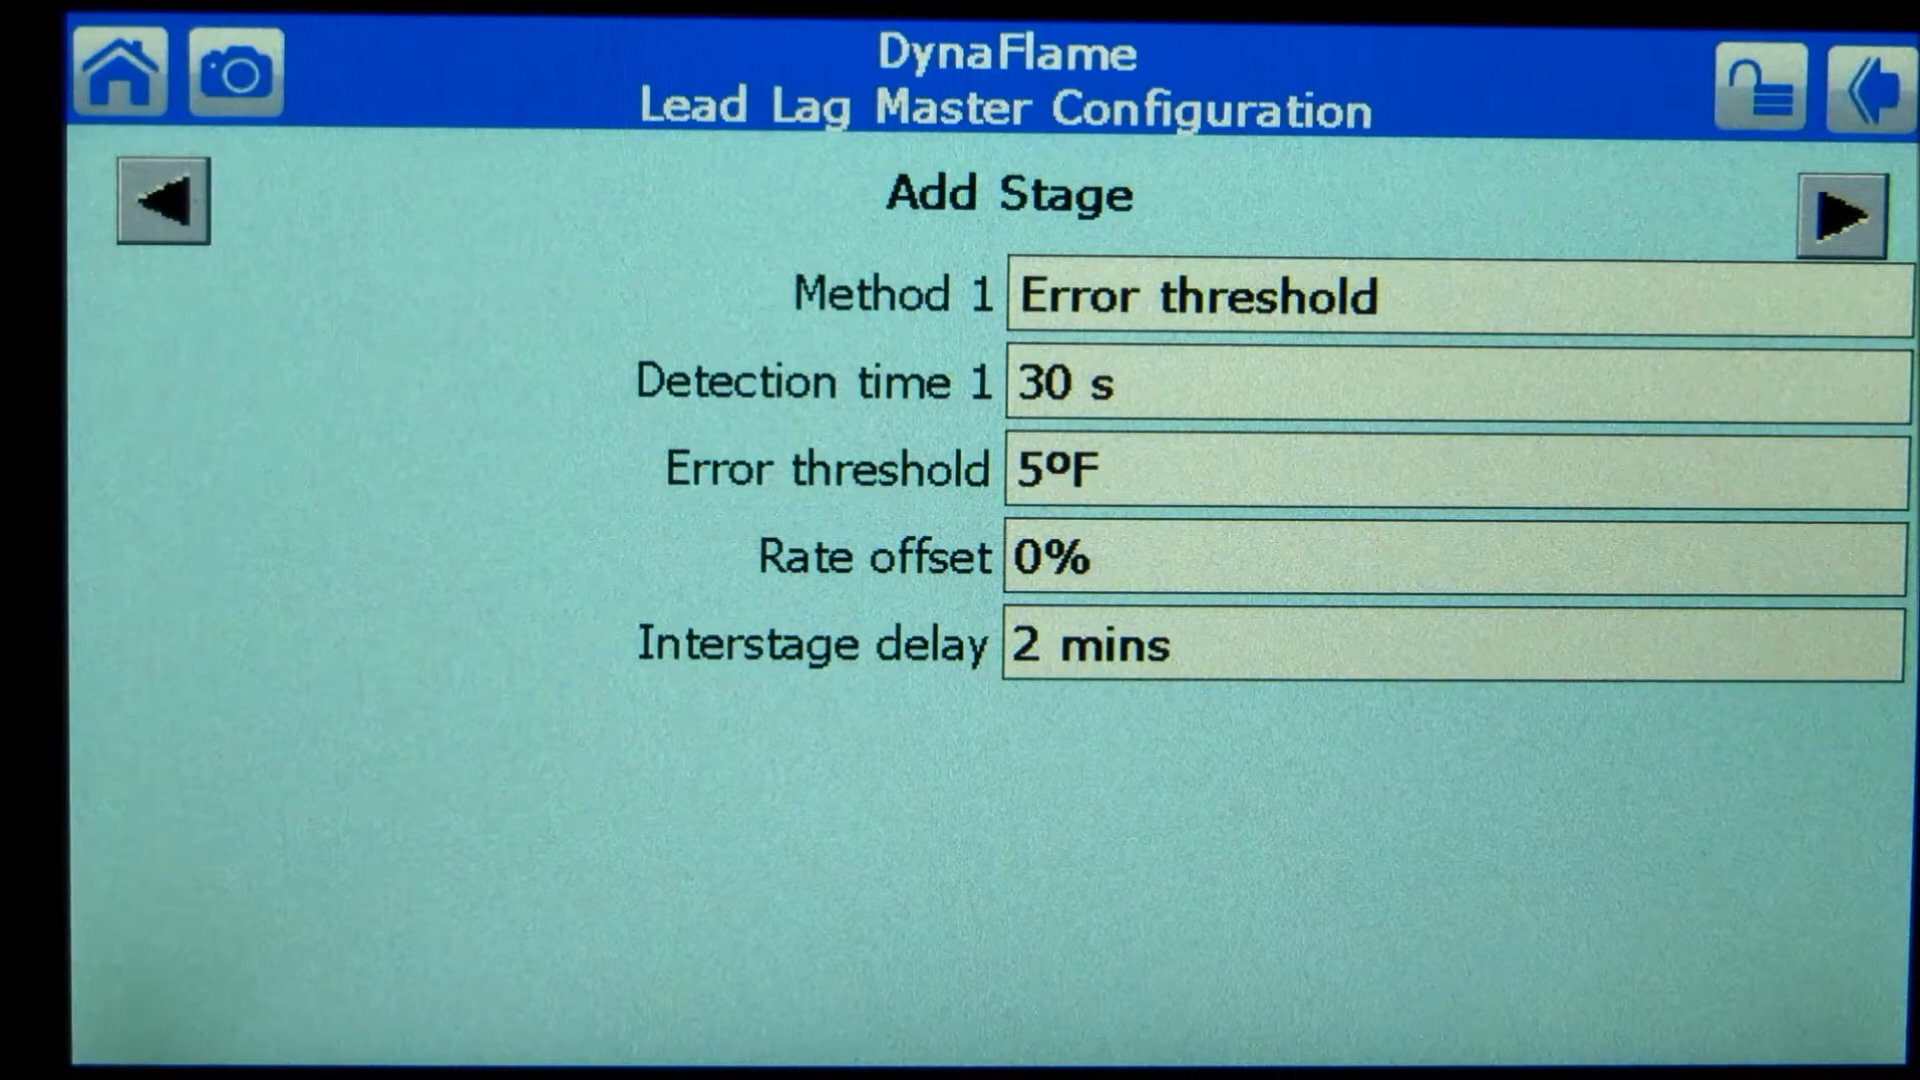 DynaFlame
Lead Lag Master Configuration
Add Stage
Method 1 Error threshold
Detection time 1 30 s
Error threshold 5ºF
Rate offset 0%
Interstage delay 2 mins